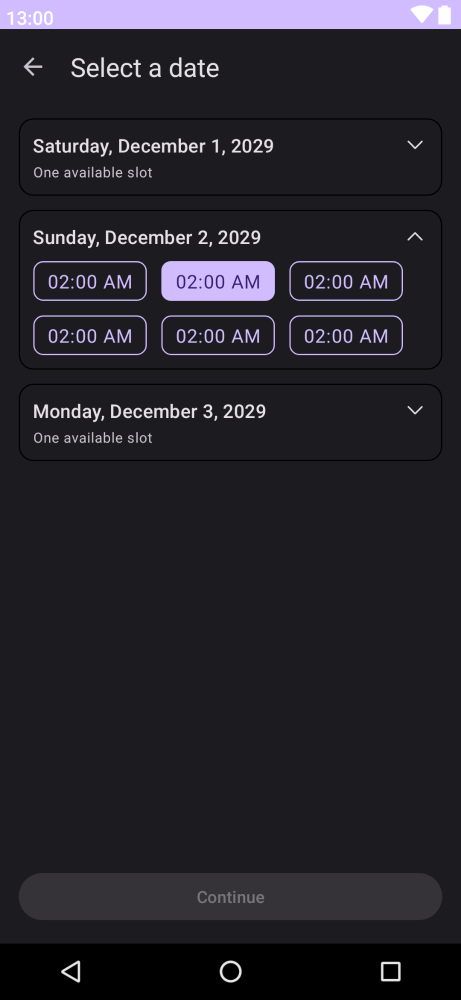 13:00
Select a date
Saturday, December 1, 2029
One available slot
Sunday, December 2, 2029
02:00 AM 02:00 AM 02:00 AM
02:00 AM 02:00 AM 02:00 AM
Monday, December 3, 2029
One available slot
Continue